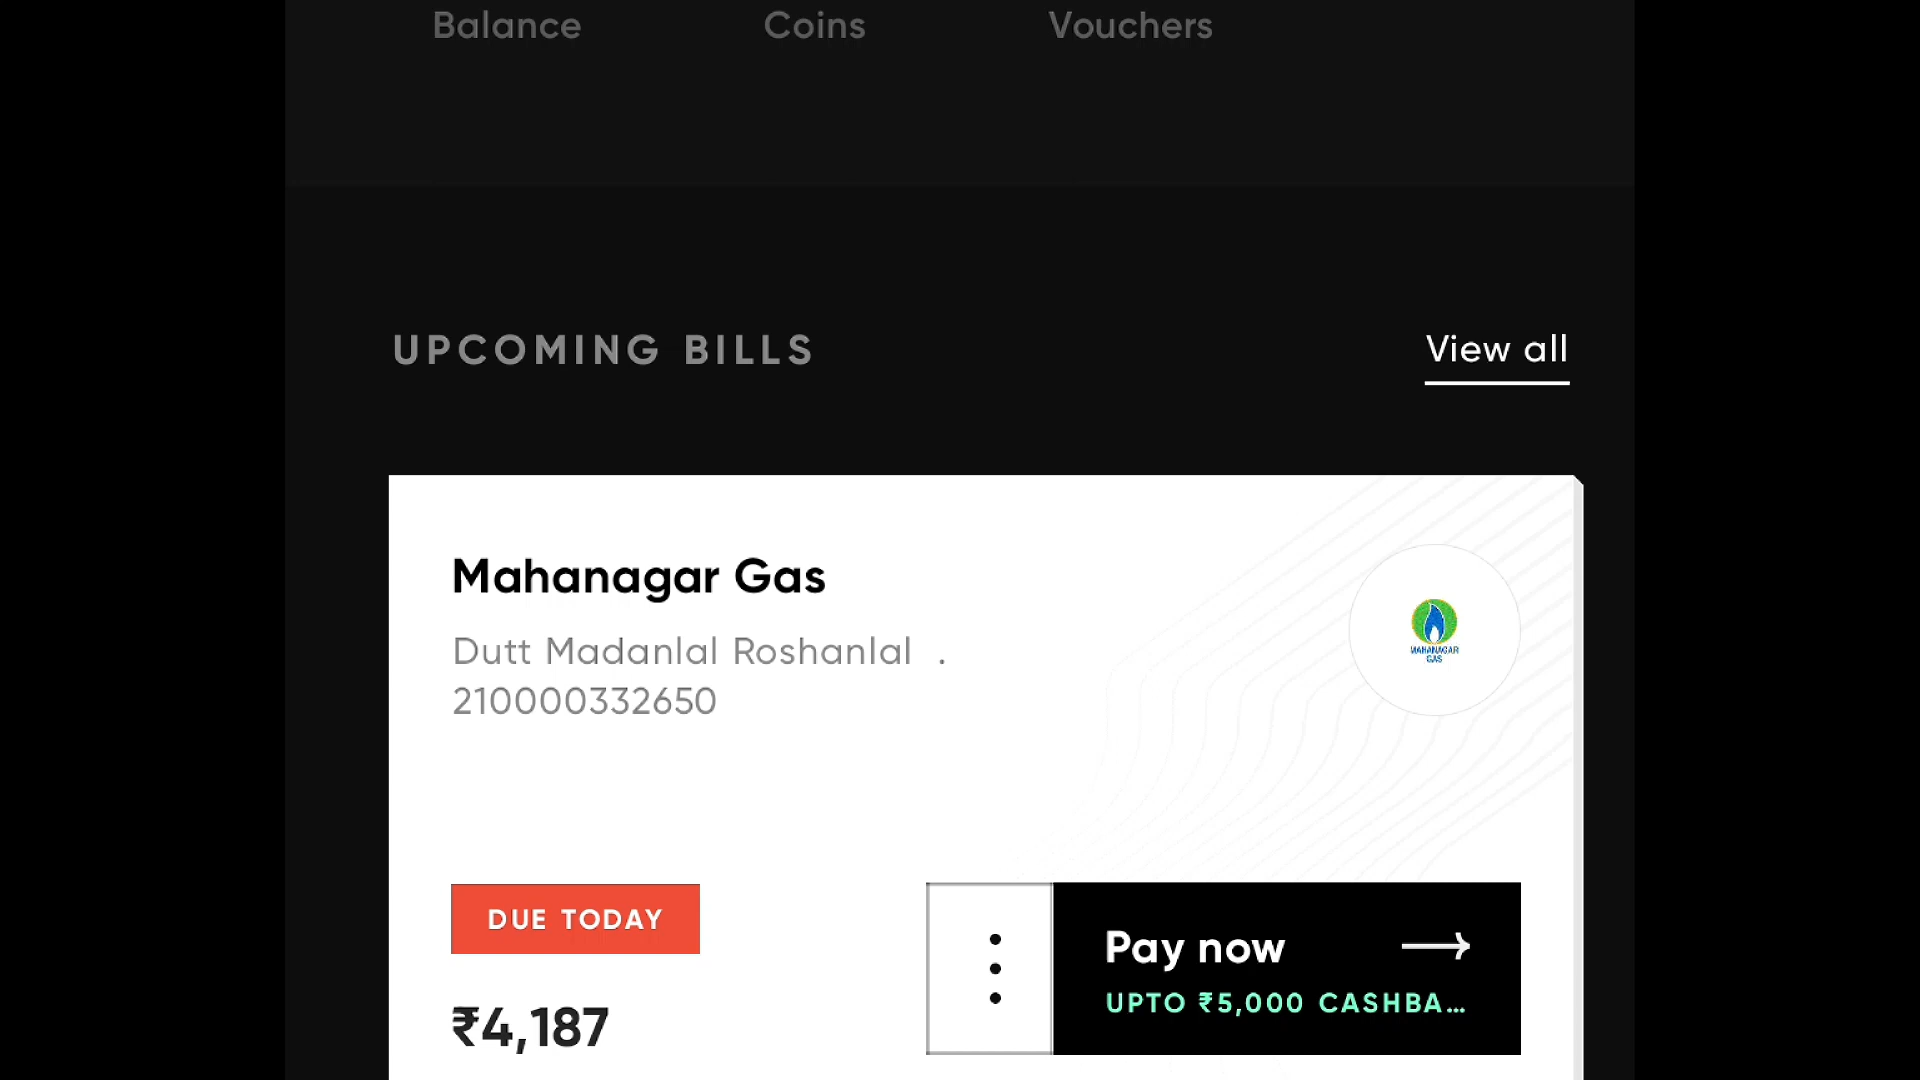 Balance Coins Vouchers
UPCOMING BILLS View all
Mahanagar Gas
Dutt Madanlal Roshanlal .
210000332650
MAHANAGAR
GAS
DUE TODAY
Pay now
UPTO ₹5,000 CASHBA...
₹4,187